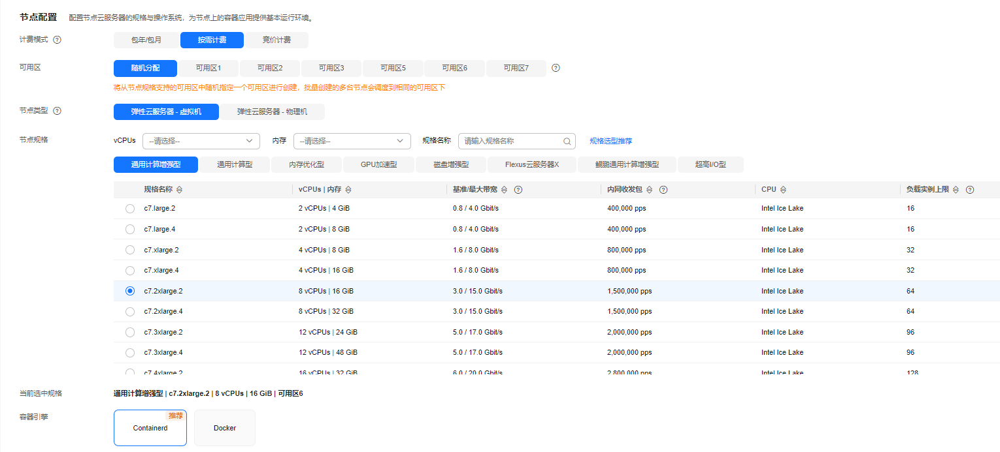 节点配置 配置节点云服务器的规格与操作系统，为节点上的容器应用提供基本运行环境。
计费模式 包年/包月 按需计费 竞价计费
可用区 随机分配 可用区1 可用区2 可用区3 可用区5 可用区6 可用区7
将从节点规格支持的可用区中随机指定一个可用区进行创建，批量创建的多台节点会调度到相同的可用区下
节点类型 弹性云服务器 - 虚拟机 弹性云服务器 - 物理机
节点规格 vCPUs --请选择-- 内存 --请选择-- 规格名称 请输入规格名称 规格选型推荐
通用计算增强型 通用计算型 内存优化型 GPU加速型 磁盘增强型 Flexus云服务器X 鲲鹏通用计算增强型 超高I/O型
规格名称 vCPUs | 内存 基准/最大带宽 内网收发包 CPU 负载实例上限
c7.large.2 2 vCPUs | 4 GiB 0.8 / 4.0 Gbit/s 400,000 pps Intel Ice Lake 16
c7.large.4 2 vCPUs | 8 GiB 0.8 / 4.0 Gbit/s 400,000 pps Intel Ice Lake 16
c7.xlarge.2 4 vCPUs | 8 GiB 1.6 / 8.0 Gbit/s 800,000 pps Intel Ice Lake 32
c7.xlarge.4 4 vCPUs | 16 GiB 1.6 / 8.0 Gbit/s 800,000 pps Intel Ice Lake 32
c7.2xlarge.2 8 vCPUs | 16 GiB 3.0 / 15.0 Gbit/s 1,500,000 pps Intel Ice Lake 64
c7.2xlarge.4 8 vCPUs | 32 GiB 3.0 / 15.0 Gbit/s 1,500,000 pps Intel Ice Lake 64
c7.3xlarge.2 12 vCPUs | 24 GiB 5.0 / 17.0 Gbit/s 2,000,000 pps Intel Ice Lake 96
c7.3xlarge.4 12 vCPUs | 48 GiB 5.0 / 17.0 Gbit/s 2,000,000 pps Intel Ice Lake 96
c7.4xlarge.2 16 vCPUs | 32 GiB 6.0 / 20.0 Gbit/s 2,800,000 pps Intel Ice Lake 128
当前选中规格 通用计算增强型 | c7.2xlarge.2 | 8 vCPUs | 16 GiB | 可用区6
容器引擎 Containerd 推荐 Docker